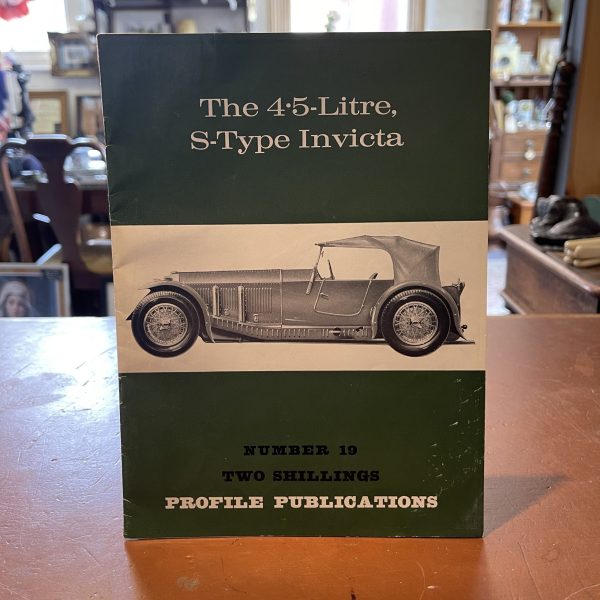 The 4·5-Litre,
S-Type Invicta
NUMBER 19
TWO SHILLINGS
PROFILE PUBLICATIONS